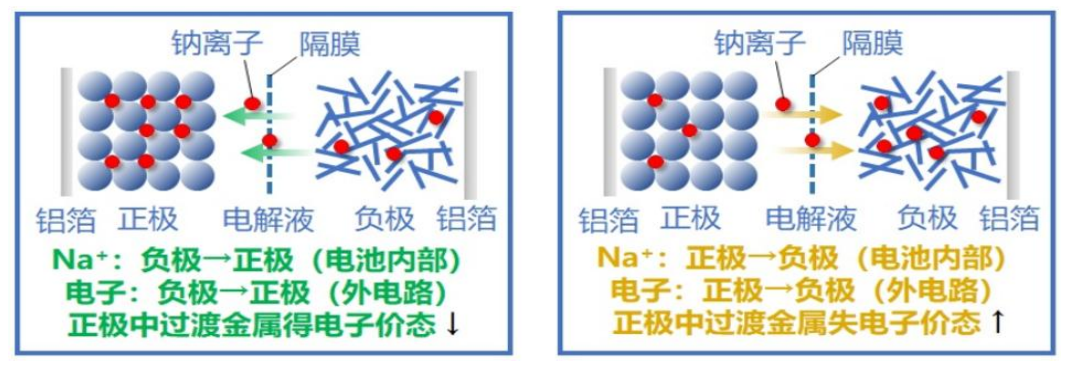 钠离子 隔膜
铝箔 正极 电解液 负极 铝箔
Na⁺：负极→正极（电池内部）
电子：负极→正极（外电路）
正极中过渡金属得电子价态↓
钠离子 隔膜
铝箔 正极 电解液 负极 铝箔
Na⁺：正极→负极（电池内部）
电子：正极→负极（外电路）
正极中过渡金属失电子价态↑